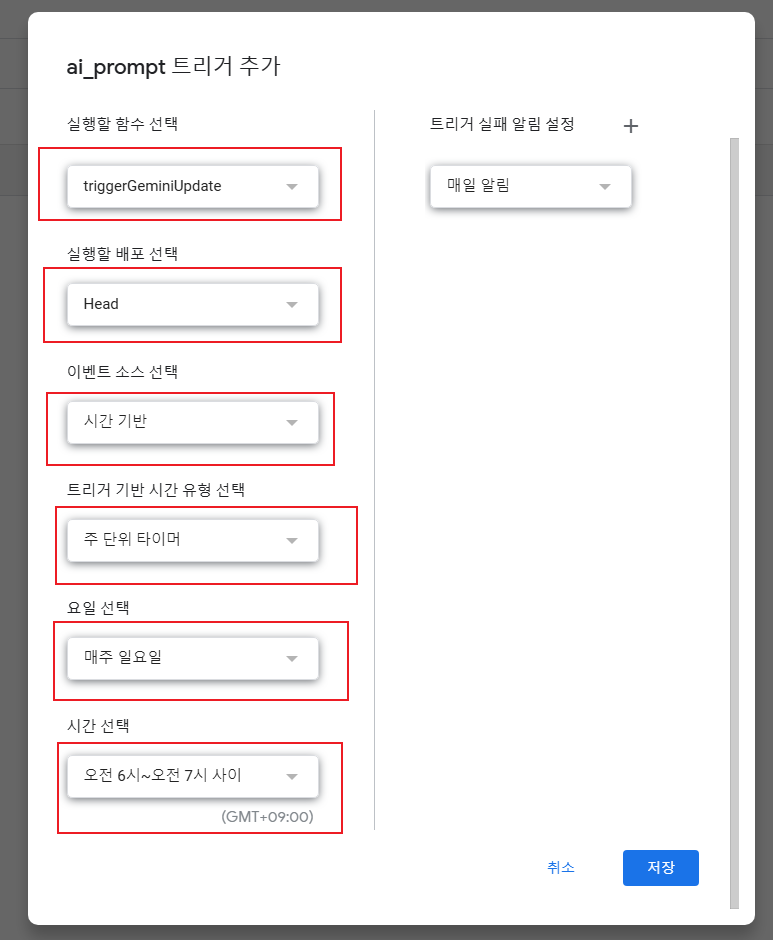 ai_prompt 트리거 추가
실행할 함수 선택
triggerGeminiUpdate
실행할 배포 선택
Head
이벤트 소스 선택
시간 기반
트리거 기반 시간 유형 선택
주 단위 타이머
요일 선택
매주 일요일
시간 선택
오전 6시~오전 7시 사이
(GMT+09:00)
트리거 실패 알림 설정 +
매일 알림
취소
저장